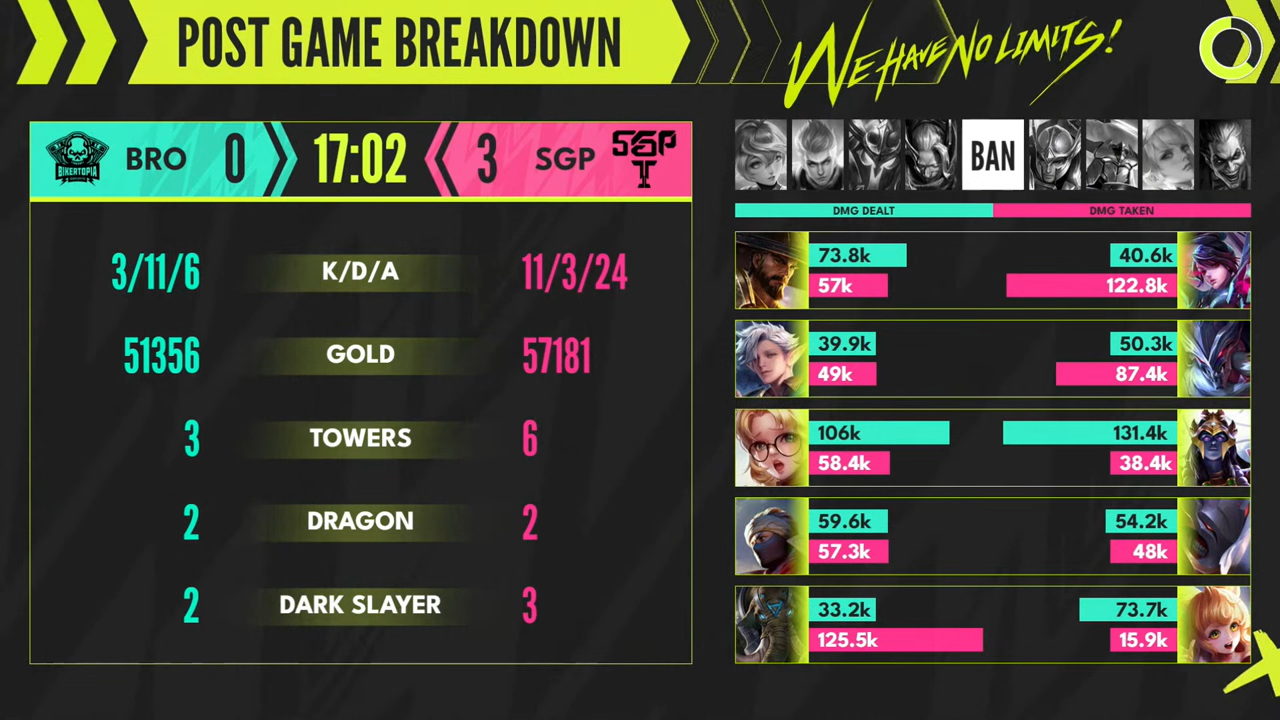 POST GAME BREAKDOWN
WE HAVE NO LIMITS!
BIKERTOPIA
BRO 0 17:02 3 SGP
SGP
BAN
DMG DEALT DMG TAKEN
3/11/6 K/D/A 11/3/24
51356 GOLD 57181
3 TOWERS 6
2 DRAGON 2
2 DARK SLAYER 3
73.8k 40.6k
57k 122.8k
39.9k 50.3k
49k 87.4k
106k 131.4k
58.4k 38.4k
59.6k 54.2k
57.3k 48k
33.2k 73.7k
125.5k 15.9k